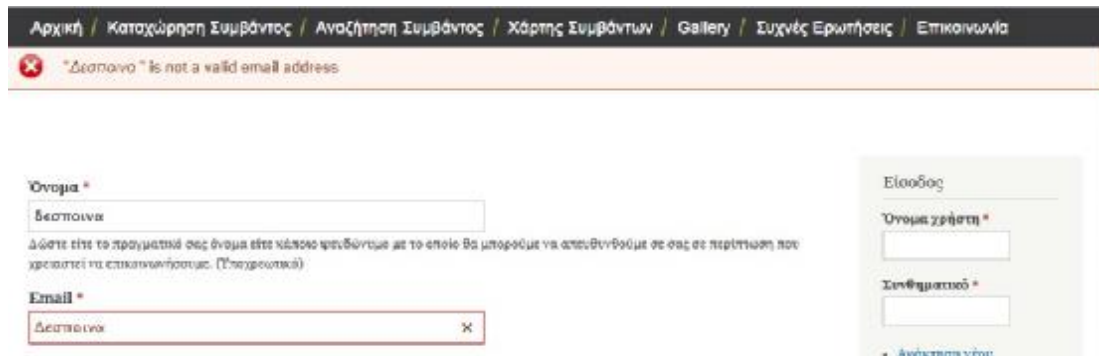 Αρχική / Καταχώρηση Συμβάντος / Αναζήτηση Συμβάντος / Χάρτης Συμβάντων / Gallery / Συχνές Ερωτήσεις / Επικοινωνία
"Δεσποινα " is not a valid email address
Όνομα *
δεσποινα
Δώστε είτε το πραγματικό σας όνομα είτε κάποιο ψευδώνυμο με το οποίο θα μπορούμε να απευθυνθούμε σε σας σε περίπτωση που
χρειαστεί να επικοινωνήσουμε. (Υποχρεωτικό)
Email *
Δεσποινα
Είσοδος
Όνομα χρήστη *
Συνθηματικό *
Ανάκτηση νέου